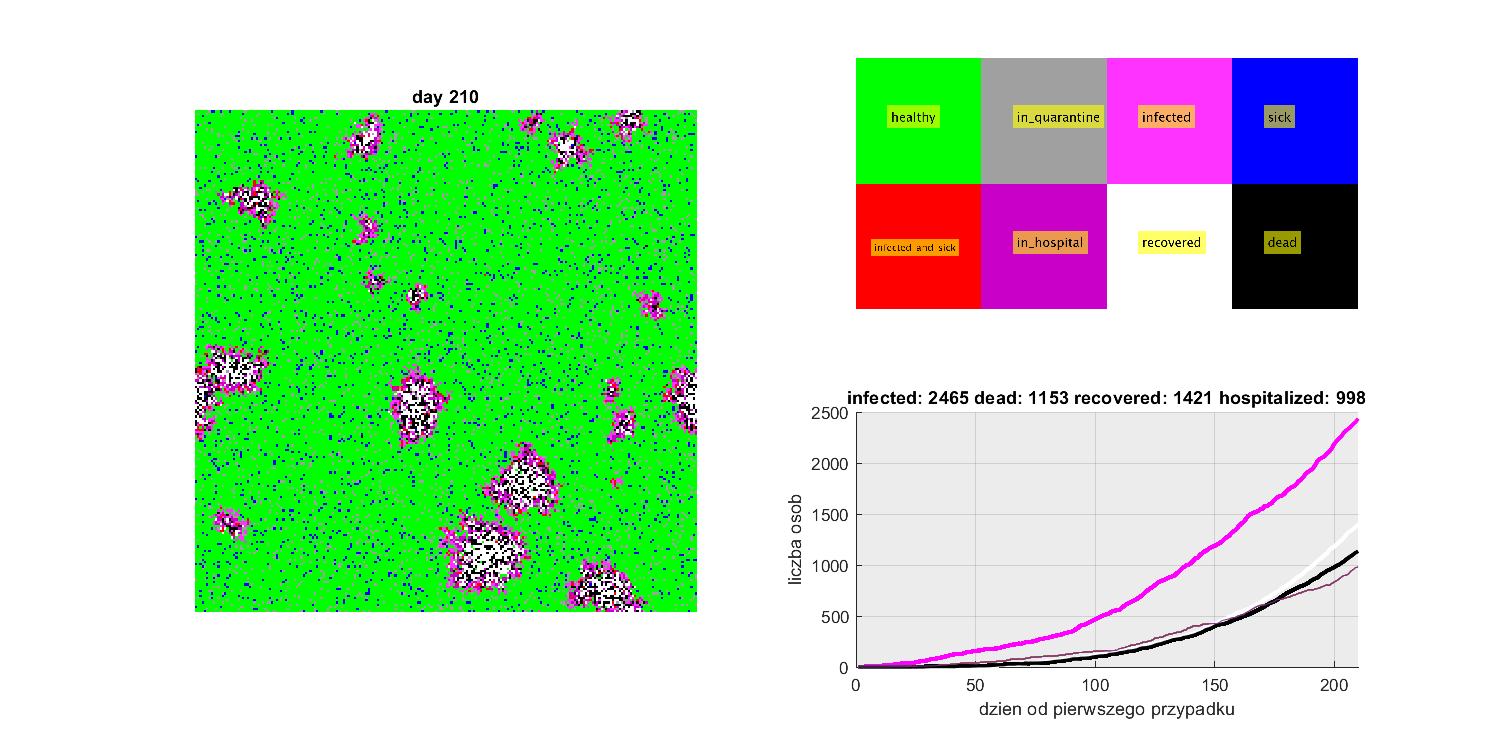 day 210
healthy
in_quarantine
infected
sick
infected and sick
in_hospital
recovered
dead
infected: 2465 dead: 1153 recovered: 1421 hospitalized: 998
2500
2000
1500
1000
500
0
0 50 100 150 200
liczba osob
dzien od pierwszego przypadku